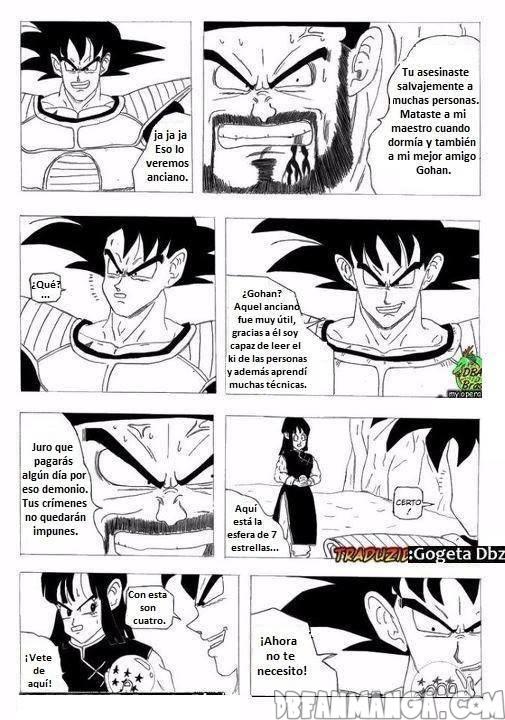 ja ja ja
Eso lo
veremos
anciano.
Tu asesinaste
salvajemente a
muchas personas.
Mataste a mi
maestro cuando
dormía y también
a mi mejor amigo
Gohan.
¿Qué?
...
¿Gohan?
Aquel anciano
fue muy útil,
gracias a él soy
capaz de leer el
ki de las personas
y además aprendí
muchas técnicas.
DBA
Bras
my opera
Juro que
pagarás
algún día por
eso demonio.
Tus crímenes
no quedarán
impunes.
Aquí
está la
esfera de 7
estrellas...
CERTO
!
TRADUZIDO:Gogeta Dbz
Con esta
son
cuatro.
¡Vete
de
aquí!
¡Ahora
no te
necesito!
DBFANMANGA.COM